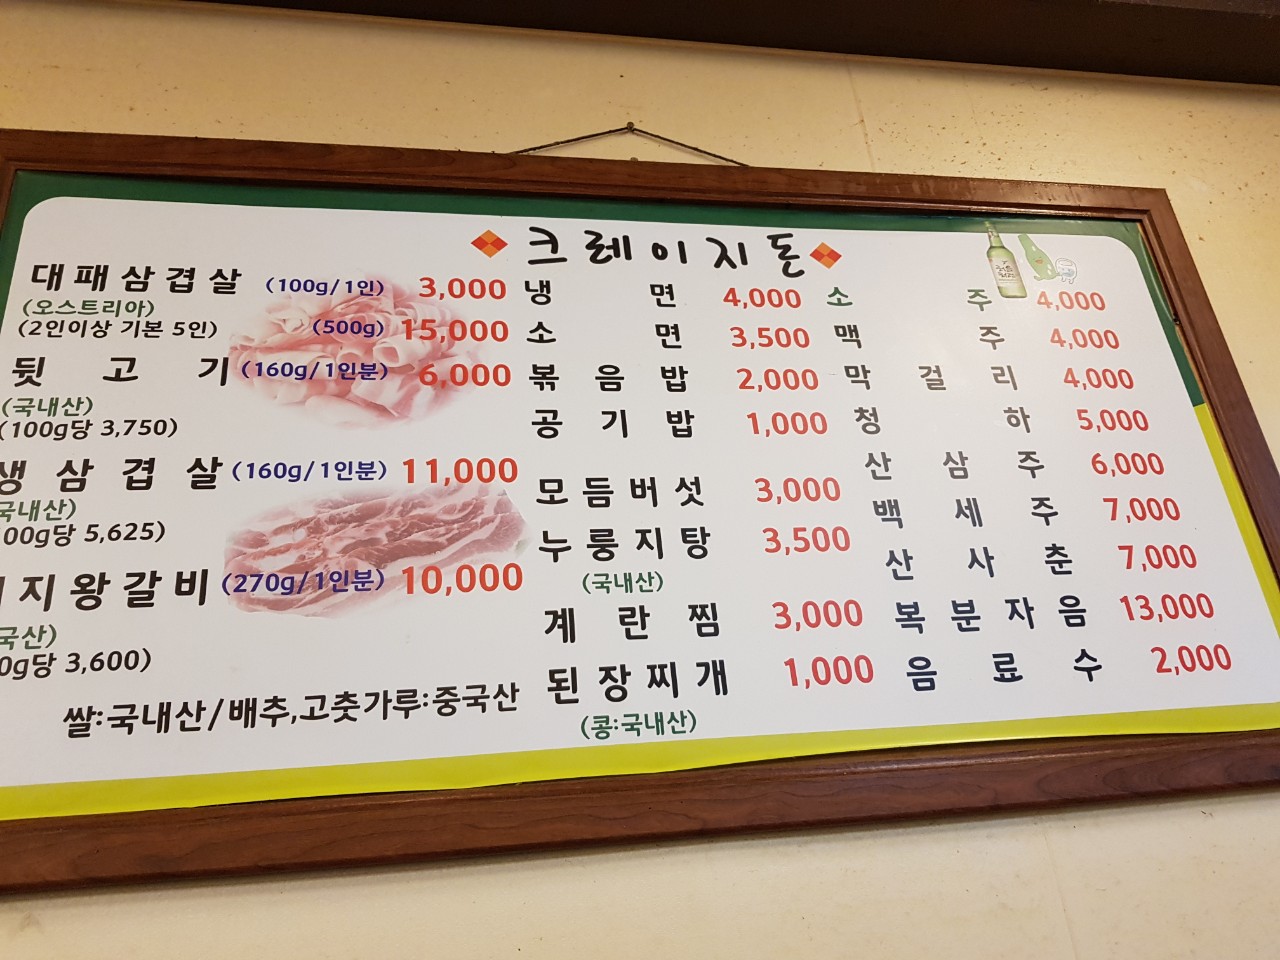 크레이지돈
대패삼겹살 (100g/1인) 3,000
(오스트리아)
(2인이상 기본 5인) (500g) 15,000
뒷고기 (160g/1인분) 6,000
(국내산)
(100g당 3,750)
생삼겹살 (160g/1인분) 11,000
국내산)
00g당 5,625)
지왕갈비 (270g/1인분) 10,000
국산)
0g당 3,600)
쌀:국내산/배추,고춧가루:중국산
냉면 4,000
소면 3,500
볶음밥 2,000
공기밥 1,000
모듬버섯 3,000
누룽지탕 3,500
(국내산)
계란찜 3,000
된장찌개 1,000
(콩:국내산)
소주 4,000
맥주 4,000
막걸리 4,000
청하 5,000
산삼주 6,000
백세주 7,000
산사춘 7,000
복분자음 13,000
음료수 2,000